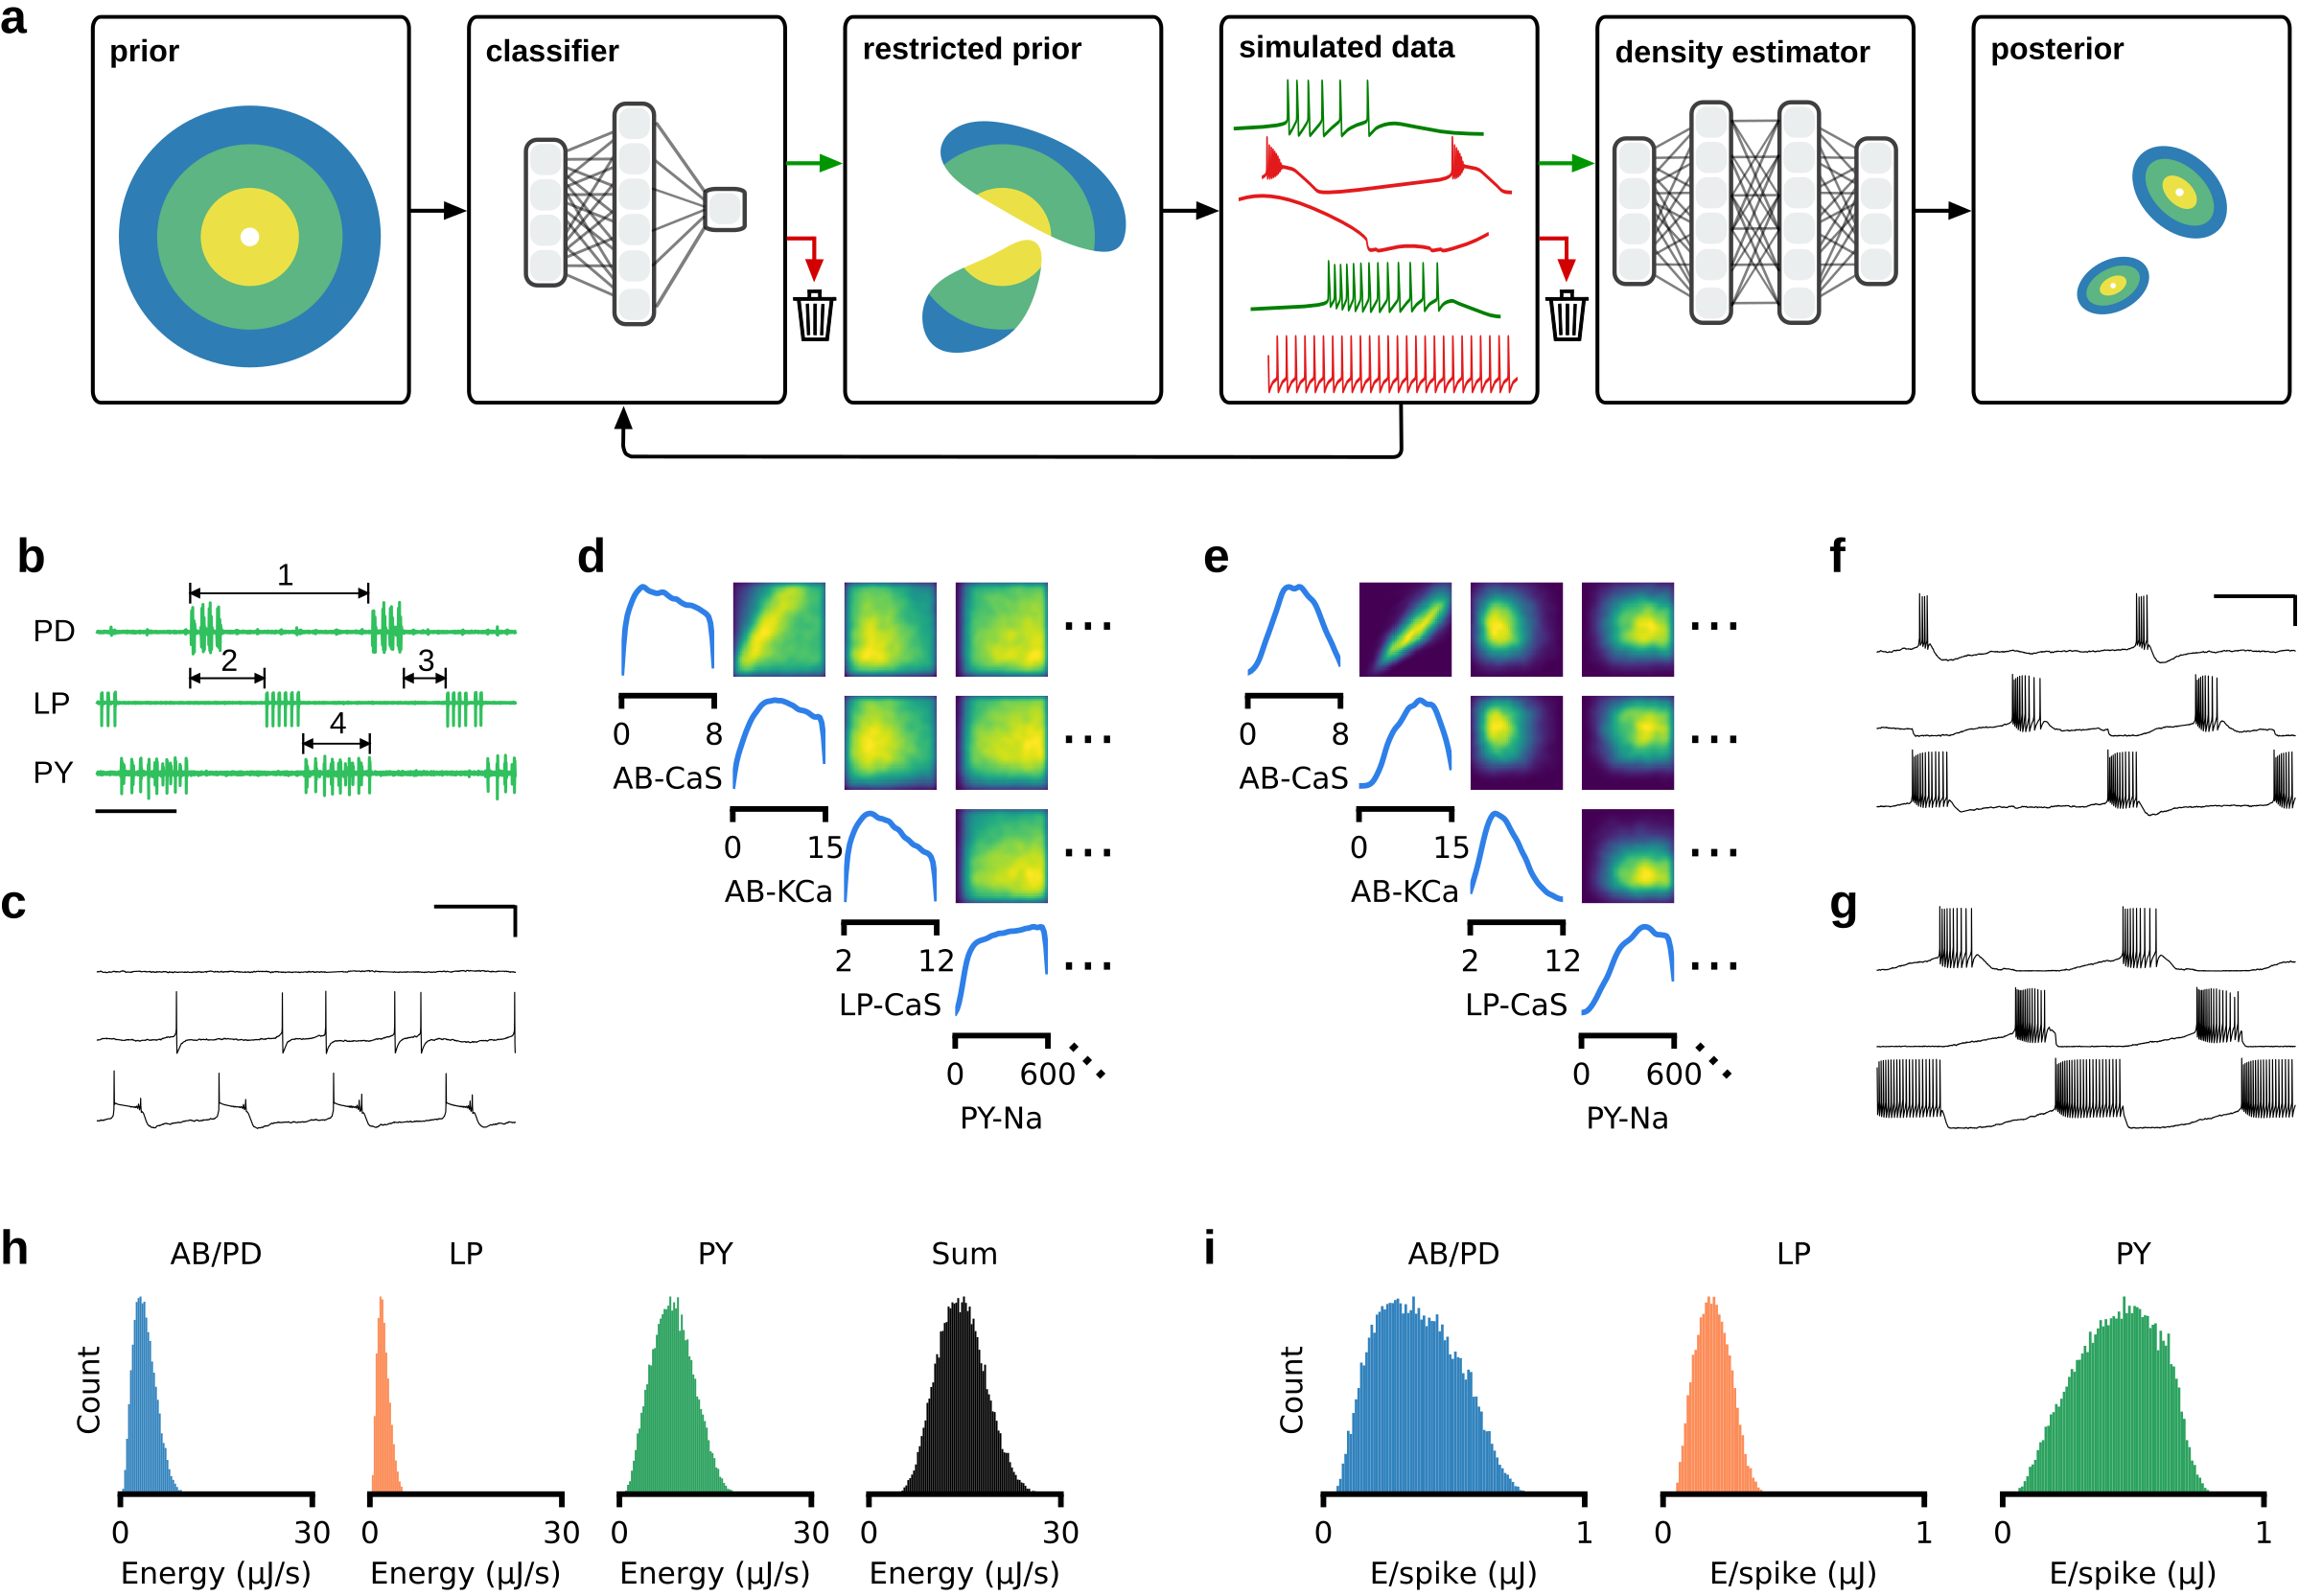 a
prior
classifier
restricted prior
simulated data
density estimator
posterior
b
PD
LP
PY
1
2
3
4
c
d
0 8
AB-CaS
0 15
AB-KCa
2 12
LP-CaS
0 600
PY-Na
...
...
...
...
e
0 8
AB-CaS
0 15
AB-KCa
2 12
LP-CaS
0 600
PY-Na
...
...
...
...
f
g
h
AB/PD LP PY Sum
Count
0 30 0 30 0 30 0 30
Energy (μJ/s) Energy (μJ/s) Energy (μJ/s) Energy (μJ/s)
i
AB/PD LP PY
Count
0 1 0 1 0 1
E/spike (μJ) E/spike (μJ) E/spike (μJ)